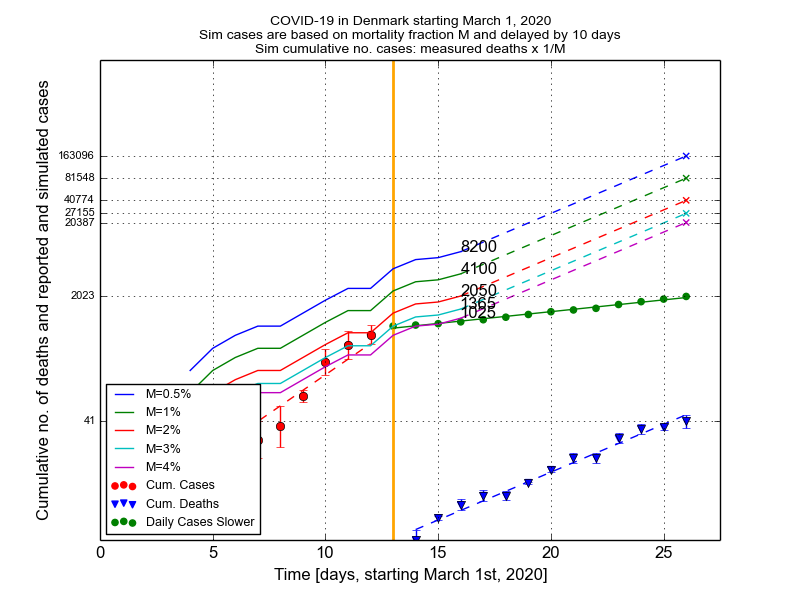 COVID-19 in Denmark starting March 1, 2020
Sim cases are based on mortality fraction M and delayed by 10 days
Sim cumulative no. cases: measured deaths x 1/M
Cumulative no. of deaths and reported and simulated cases
163096
81548
40774
27155
20387
2023
41
8200
4100
2050
1365
1025
M=0.5%
M=1%
M=2%
M=3%
M=4%
Cum. Cases
Cum. Deaths
Daily Cases Slower
0 5 10 15 20 25
Time [days, starting March 1st, 2020]